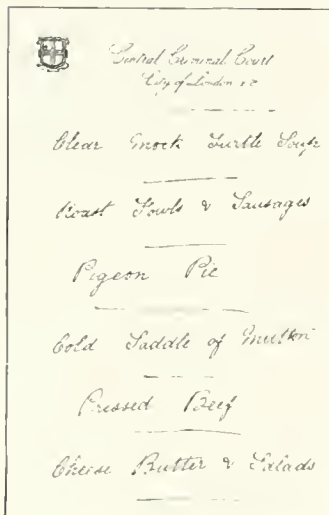 Central Criminal Court
City of London EC
Clear Mock Turtle Soup
Roast Fowls & Sausages
Pigeon Pie
Cold Saddle of Mutton
Pressed Beef
Cheese Butter & Salads